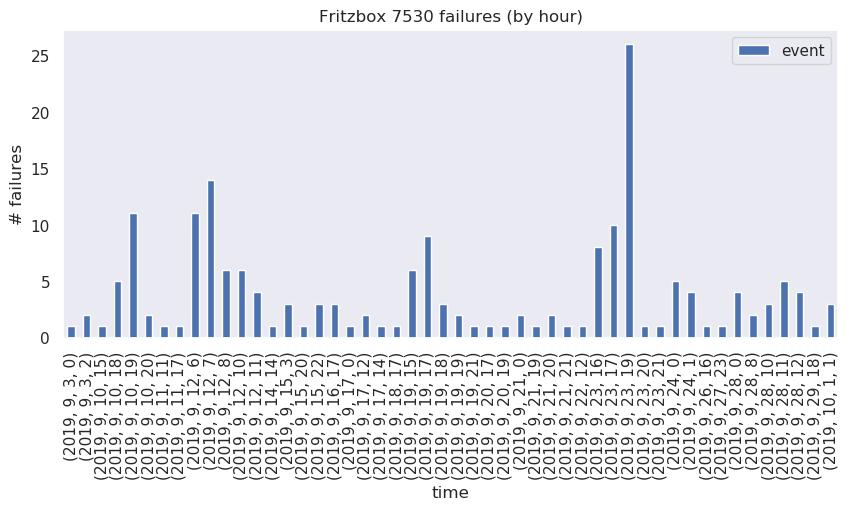 Fritzbox 7530 failures (by hour)
event
# failures
25
20
15
10
5
0
(2019, 9, 3, 0)
(2019, 9, 3, 2)
(2019, 9, 10, 15)
(2019, 9, 10, 18)
(2019, 9, 10, 19)
(2019, 9, 10, 20)
(2019, 9, 11, 11)
(2019, 9, 11, 17)
(2019, 9, 12, 6)
(2019, 9, 12, 7)
(2019, 9, 12, 8)
(2019, 9, 12, 10)
(2019, 9, 12, 11)
(2019, 9, 14, 14)
(2019, 9, 15, 3)
(2019, 9, 15, 20)
(2019, 9, 15, 22)
(2019, 9, 16, 17)
(2019, 9, 17, 0)
(2019, 9, 17, 12)
(2019, 9, 17, 14)
(2019, 9, 18, 17)
(2019, 9, 19, 15)
(2019, 9, 19, 17)
(2019, 9, 19, 18)
(2019, 9, 19, 19)
(2019, 9, 19, 21)
(2019, 9, 20, 17)
(2019, 9, 20, 19)
(2019, 9, 21, 0)
(2019, 9, 21, 19)
(2019, 9, 21, 20)
(2019, 9, 21, 21)
(2019, 9, 22, 12)
(2019, 9, 23, 16)
(2019, 9, 23, 17)
(2019, 9, 23, 19)
(2019, 9, 23, 20)
(2019, 9, 23, 21)
(2019, 9, 24, 0)
(2019, 9, 24, 1)
(2019, 9, 26, 16)
(2019, 9, 27, 23)
(2019, 9, 28, 0)
(2019, 9, 28, 8)
(2019, 9, 28, 10)
(2019, 9, 28, 11)
(2019, 9, 28, 12)
(2019, 9, 29, 18)
(2019, 10, 1, 1)
time